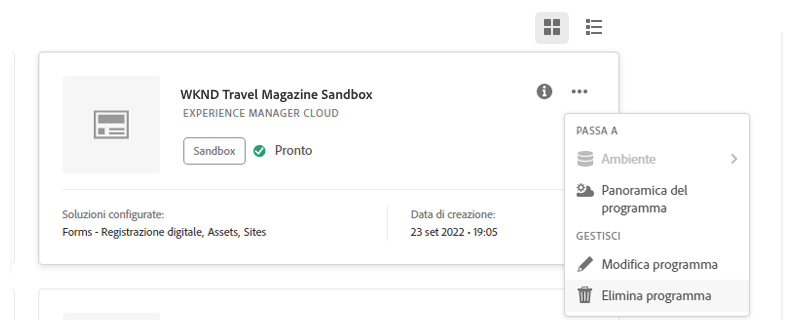 WKND Travel Magazine Sandbox
EXPERIENCE MANAGER CLOUD
Sandbox
Pronto
Soluzioni configurate:
Forms - Registrazione digitale, Assets, Sites
Data di creazione:
23 set 2022 • 19:05
PASSA A
Ambiente
Panoramica del
programma
GESTISCI
Modifica programma
Elimina programma